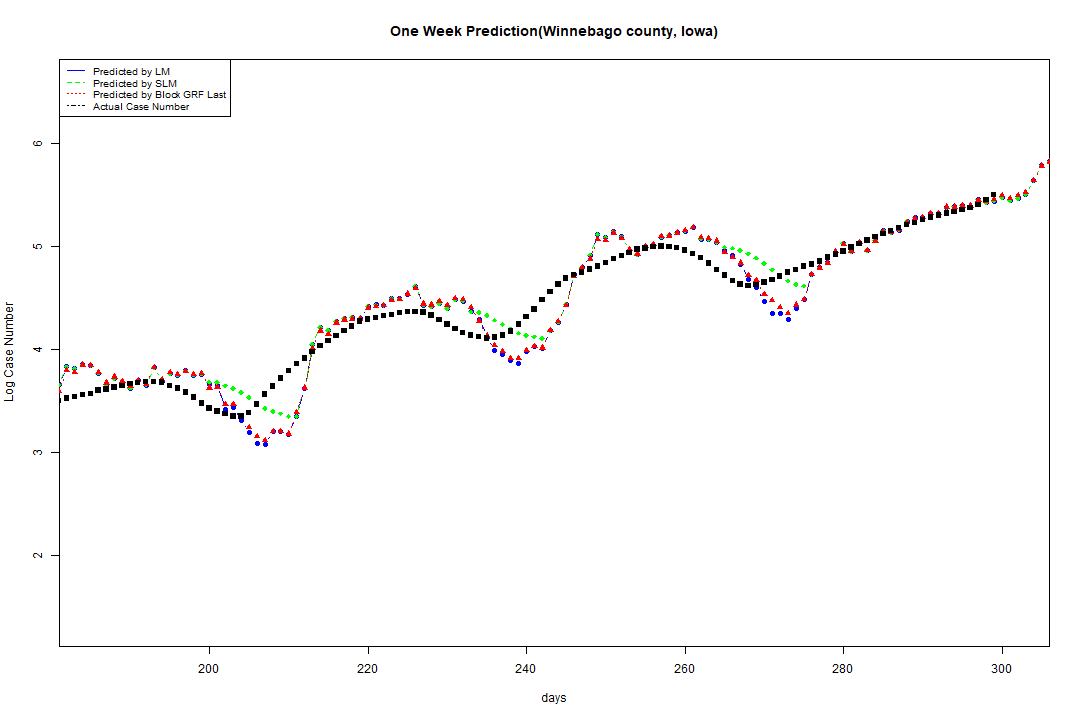 One Week Prediction(Winnebago county, Iowa)
Predicted by LM
Predicted by SLM
Predicted by Block GRF Last
Actual Case Number
6
5
4
3
2
Log Case Number
200 220 240 260 280 300
days